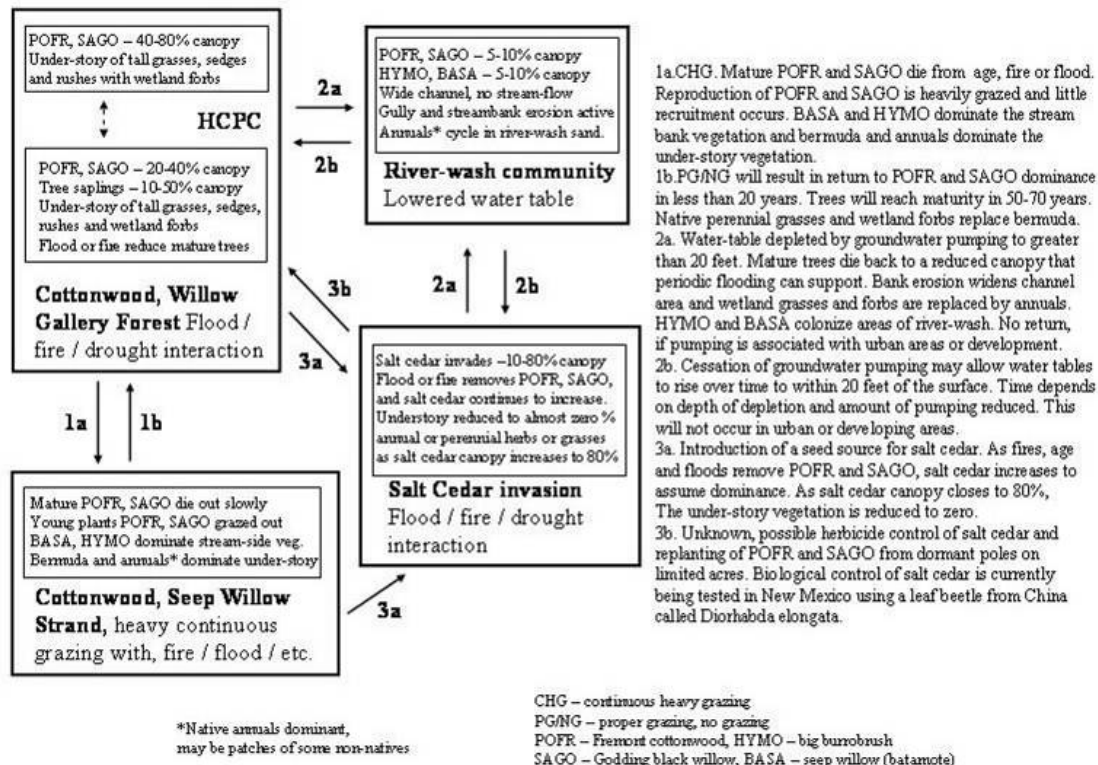 POFR, SAGO – 40-80% canopy
Under-story of tall grasses, sedges
and rushes with wetland forbs
HCPC
POFR, SAGO – 20-40% canopy
Tree saplings – 10-50% canopy
Under-story of tall grasses, sedges,
rushes and wetland forbs
Flood or fire reduce mature trees
Cottonwood, Willow
Gallery Forest Flood /
fire / drought interaction
2a
2b
POFR, SAGO – 5-10% canopy
HYMO, BASA – 5-10% canopy
Wide channel, no stream-flow
Gully and streambank erosion active
Annuals* cycle in river-wash sand.
River-wash community
Lowered water table
3b
3a
2a
2b
1a
1b
Salt cedar invades –10-80% canopy
Flood or fire removes POFR, SAGO,
and salt cedar continues to increase.
Understory reduced to almost zero %
annual or perennial herbs or grasses
as salt cedar canopy increases to 80%
Salt Cedar invasion
Flood / fire / drought
interaction
Mature POFR, SAGO die out slowly
Young plants POFR, SAGO grazed out
BASA, HYMO dominate stream-side veg.
Bermuda and annuals* dominate under-story
Cottonwood, Seep Willow
Strand, heavy continuous
grazing with, fire / flood / etc.
3a
1a.CHG. Mature POFR and SAGO die from age, fire or flood.
Reproduction of POFR and SAGO is heavily grazed and little
recruitment occurs. BASA and HYMO dominate the stream
bank vegetation and bermuda and annuals dominate the
under-story vegetation.
1b.PG/NG will result in return to POFR and SAGO dominance
in less than 20 years. Trees will reach maturity in 50-70 years.
Native perennial grasses and wetland forbs replace bermuda.
2a. Water-table depleted by groundwater pumping to greater
than 20 feet. Mature trees die back to a reduced canopy that
periodic flooding can support. Bank erosion widens channel
area and wetland grasses and forbs are replaced by annuals.
HYMO and BASA colonize areas of river-wash. No return,
if pumping is associated with urban areas or development.
2b. Cessation of groundwater pumping may allow water tables
to rise over time to within 20 feet of the surface. Time depends
on depth of depletion and amount of pumping reduced. This
will not occur in urban or developing areas.
3a. Introduction of a seed source for salt cedar. As fires, age
and floods remove POFR and SAGO, salt cedar increases to
assume dominance. As salt cedar canopy closes to 80%,
The under-story vegetation is reduced to zero.
3b. Unknown, possible herbicide control of salt cedar and
replanting of POFR and SAGO from dormant poles on
limited acres. Biological control of salt cedar is currently
being tested in New Mexico using a leaf beetle from China
called Diorhabda elongata.
*Native annuals dominant,
may be patches of some non-natives
CHG – continuous heavy grazing
PG/NG – proper grazing, no grazing
POFR – Fremont cottonwood, HYMO – big burrobrush
SAGO – Godding black willow, BASA – seep willow (batamote)